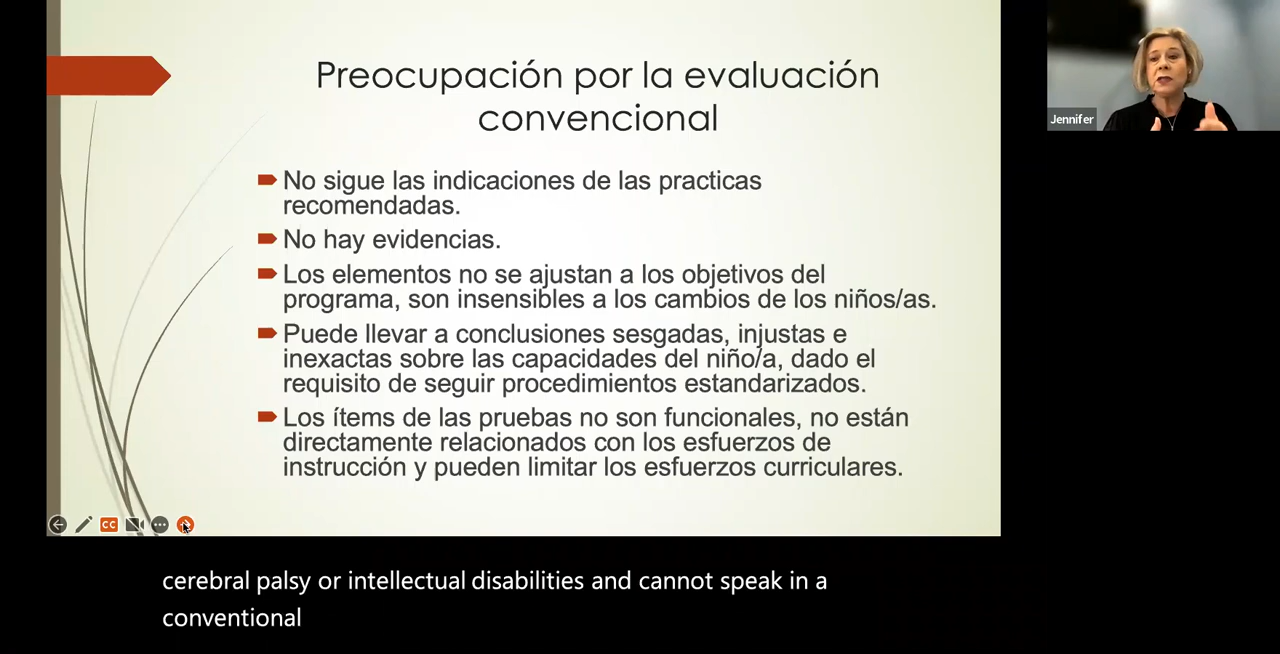 Preocupación por la evaluación
convencional
No sigue las indicaciones de las practicas
recomendadas.
No hay evidencias.
Los elementos no se ajustan a los objetivos del
programa, son insensibles a los cambios de los niños/as.
Puede llevar a conclusiones sesgadas, injustas e
inexactas sobre las capacidades del niño/a, dado el
requisito de seguir procedimientos estandarizados.
Los ítems de las pruebas no son funcionales, no están
directamente relacionados con los esfuerzos de
instrucción y pueden limitar los esfuerzos curriculares.
Jennifer
CC
cerebral palsy or intellectual disabilities and cannot speak in a
conventional